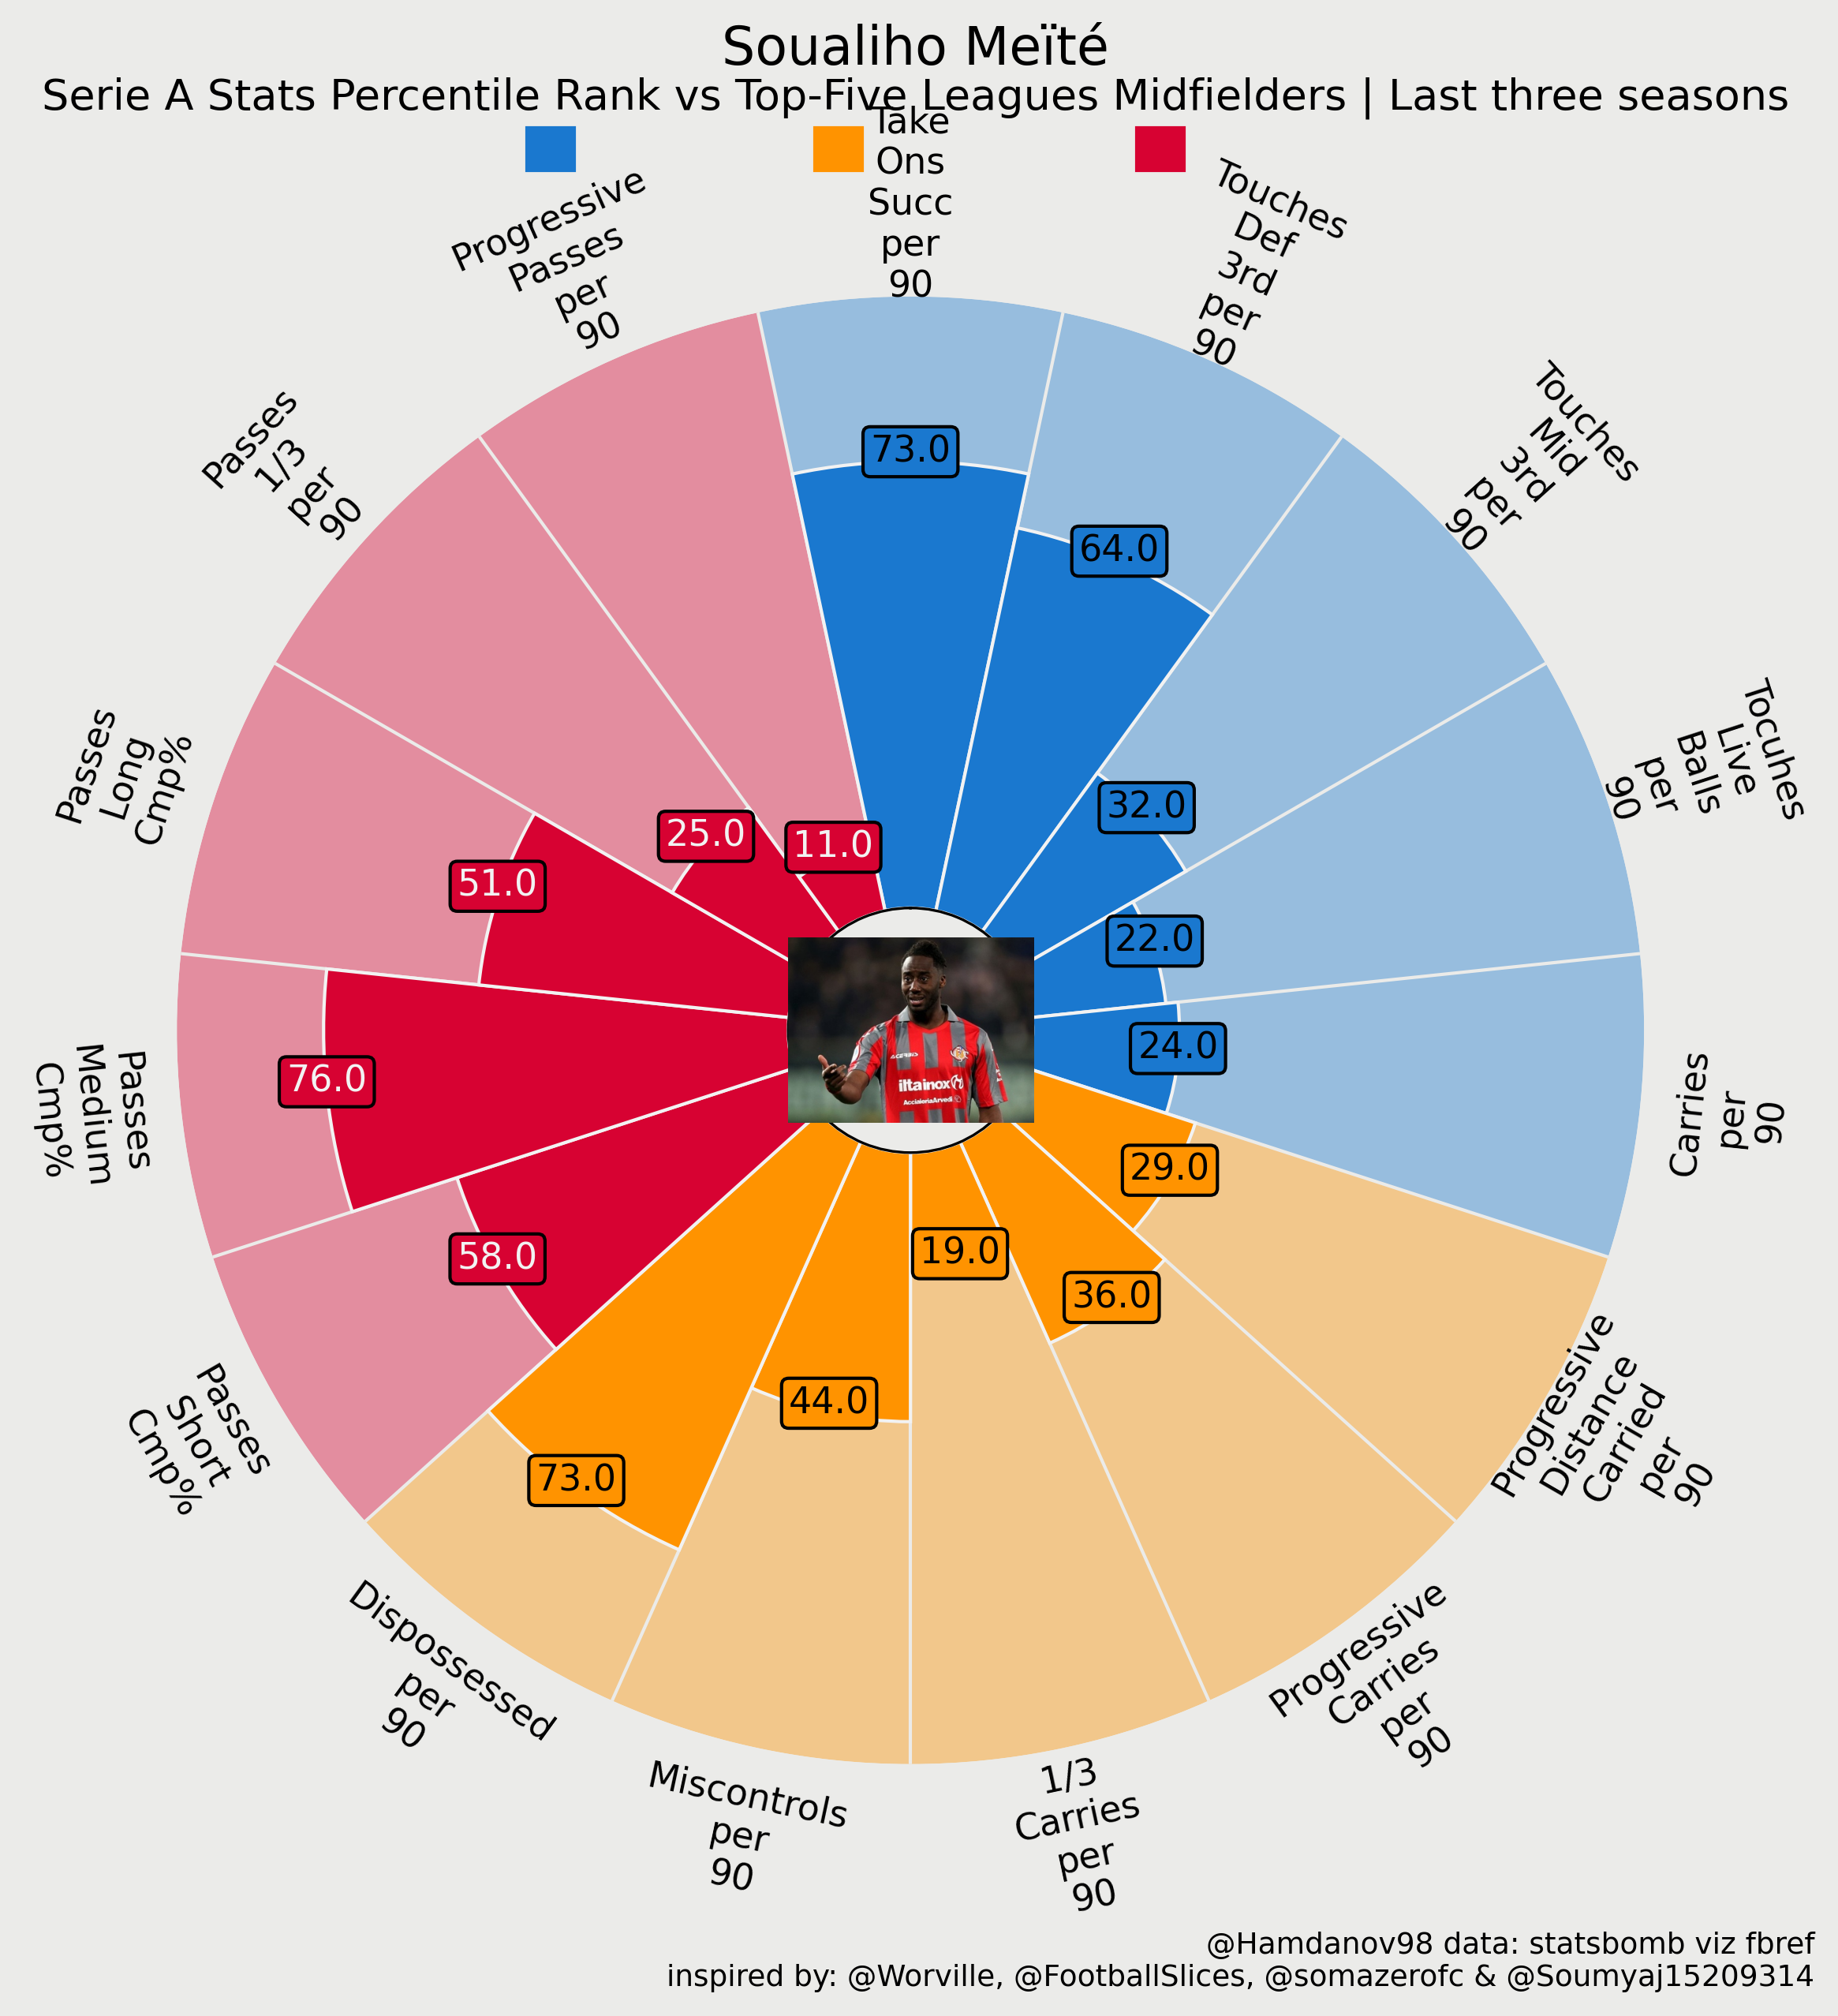 Soualiho Meïté
Serie A Stats Percentile Rank vs Top-Five Leagues Midfielders | Last three seasons
Take
Ons
Succ
per
90
Touches
Def
3rd
per
90
Touches
Mid
3rd
per
90
Tocuhes
Live
Balls
per
90
Carries
per
90
Progressive
Distance
Carried
per
90
Progressive
Carries
per
90
1/3
Carries
per
90
Miscontrols
per
90
Dispossessed
per
90
Passes
Short
Cmp%
Passes
Medium
Cmp%
Passes
Long
Cmp%
Passes
1/3
per
90
Progressive
Passes
per
90
73.0
64.0
32.0
22.0
24.0
29.0
36.0
19.0
44.0
73.0
58.0
76.0
51.0
25.0
11.0
ACERBIS
iltainox
AcciaieriaArvedi
@Hamdanov98 data: statsbomb viz fbref
inspired by: @Worville, @FootballSlices, @somazerofc & @Soumyaj15209314